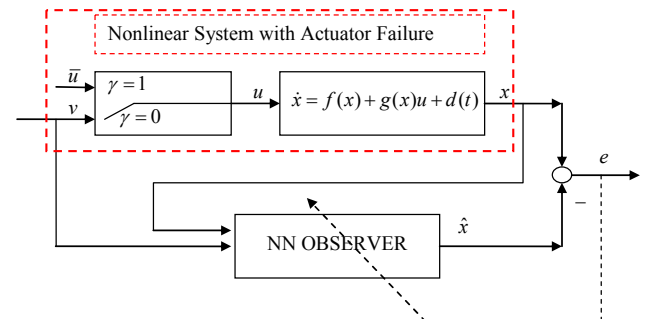 Nonlinear System with Actuator Failure
u̅
γ = 1
v
γ = 0
u
ẋ = f(x) + g(x)u + d(t)
x
e
−
NN OBSERVER
x̂